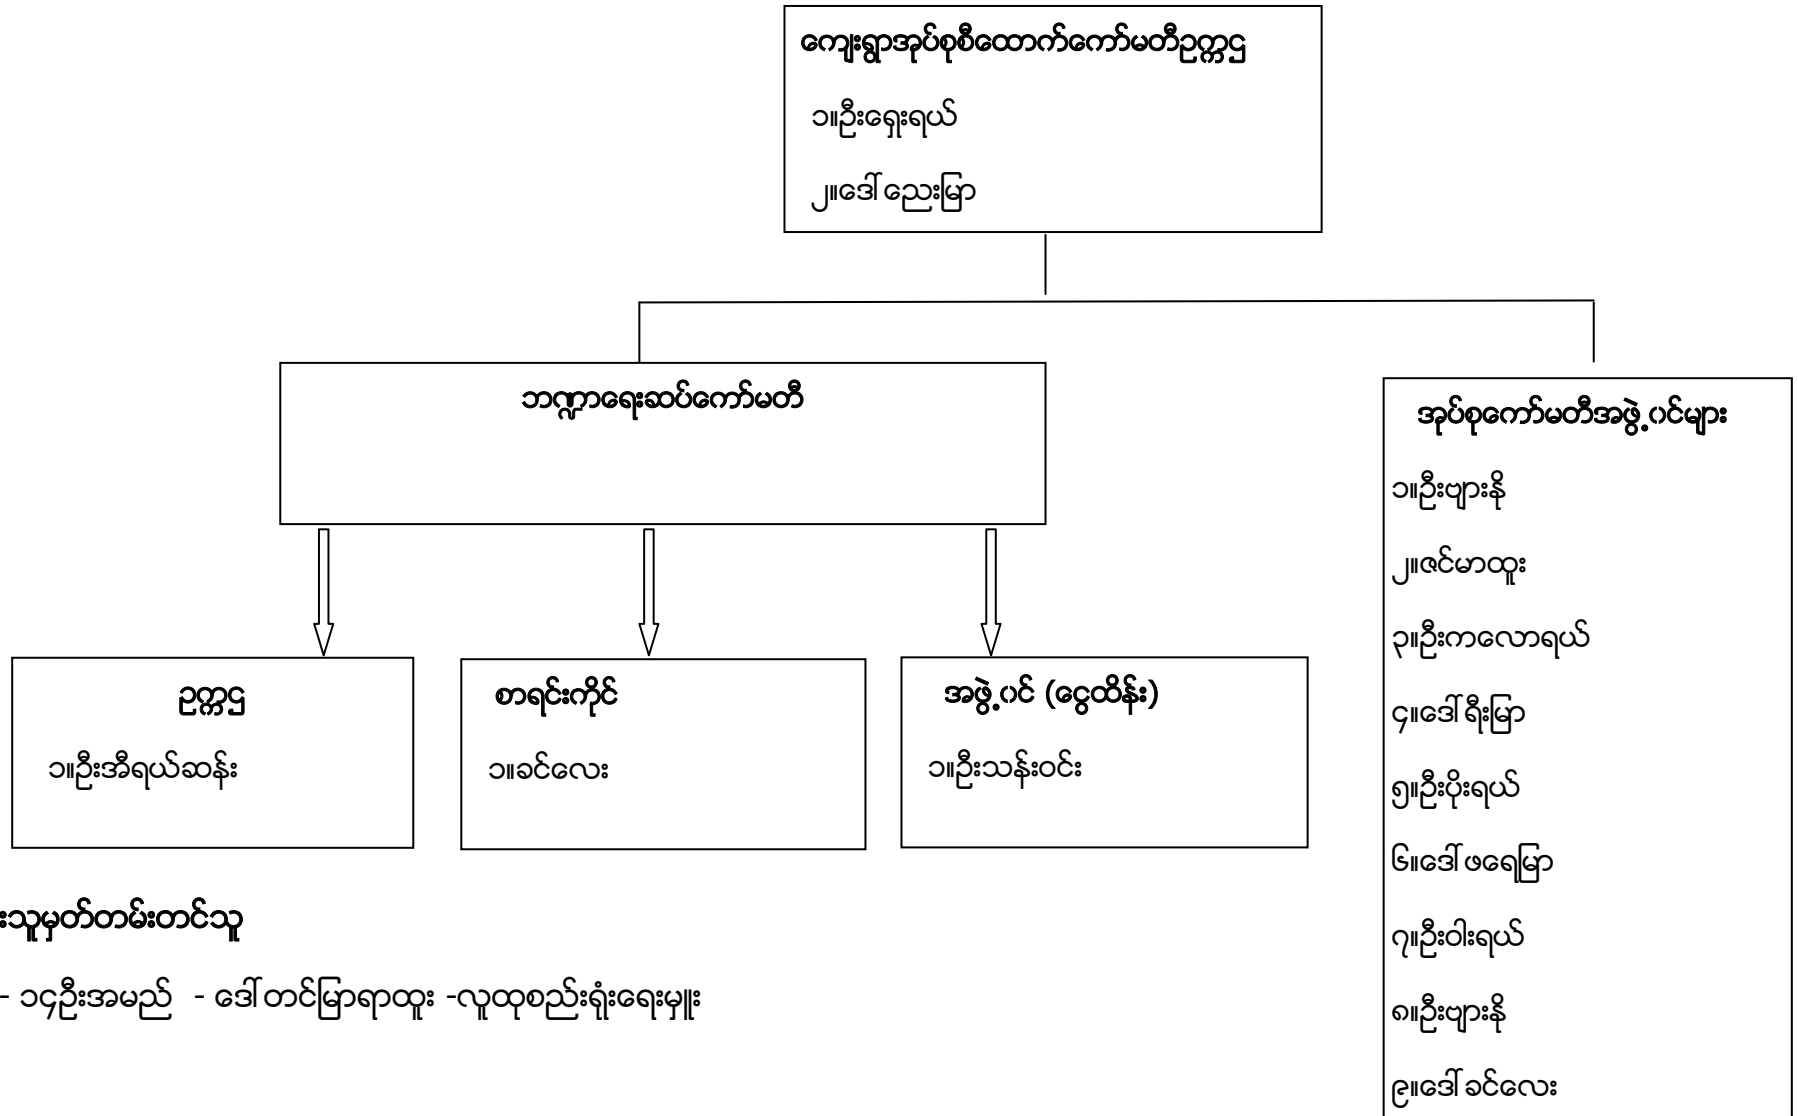 ကျေးရွာအုပ်စုစီထောက်ကော်မတီဥက္ကဌ
၁။ဦးရှေးရယ်
၂။ဒေါ်ညေးမြာ
ဘဏ္ဍာရေးဆပ်ကော်မတီ
ဥက္ကဌ
၁။ဦးအီရယ်ဆန်း
စာရင်းကိုင်
၁။ခင်လေး
အဖွဲ့ဝင် (ငွေထိန်း)
၁။ဦးသန်းဝင်း
အုပ်စုကော်မတီအဖွဲ့ဝင်များ
၁။ဦးဗျားနို
၂။ဇင်မာထူး
၃။ဦးကလောရယ်
၄။ဒေါ်ရီးမြာ
၅။ဦးပိုးရယ်
၆။ဒေါ်ဖရေမြာ
၇။ဦးဝါးရယ်
၈။ဦးဗျားနို
၉။ဒေါ်ခင်လေး
းသူမှတ်တမ်းတင်သူ
- ၁၄ဦးအမည် - ဒေါ်တင်မြာရာထူး -လူထုစည်းရုံးရေးမှူး